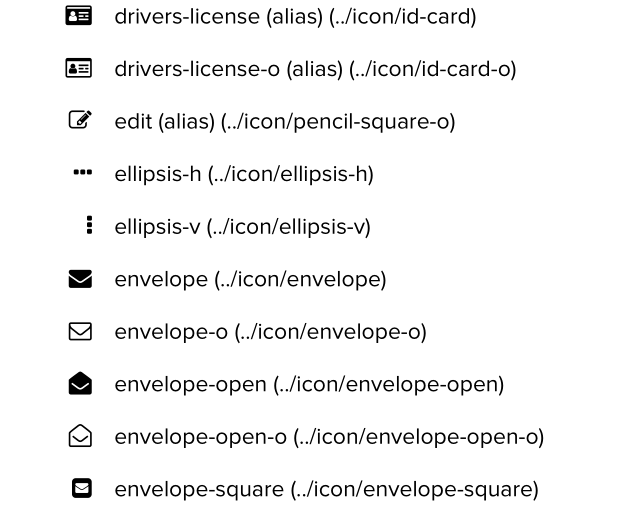 drivers-license (alias) (../icon/id-card)
drivers-license-o (alias) (../icon/id-card-o)
edit (alias) (../icon/pencil-square-o)
ellipsis-h (../icon/ellipsis-h)
ellipsis-v (../icon/ellipsis-v)
envelope (../icon/envelope)
envelope-o (../icon/envelope-o)
envelope-open (../icon/envelope-open)
envelope-open-o (../icon/envelope-open-o)
envelope-square (../icon/envelope-square)